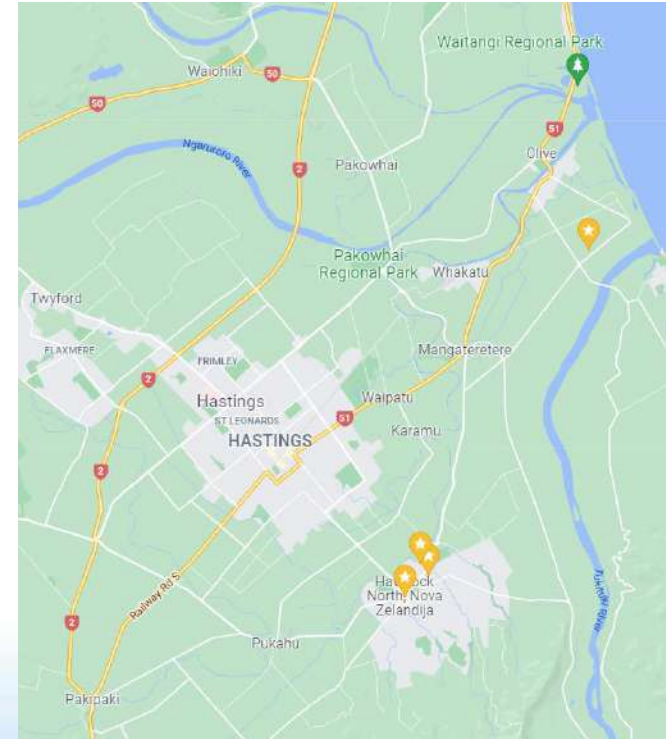 Waitangi Regional Park
Waiohiki
50
50
51
Ngaruroro River
2
Pakowhai
Olive
Pakowhai
Regional Park
Whakatu
Twyford
FLAXMERE
FRIMLEY
Mangateretere
2
Hastings
Waipatu
ST LEONARDS
51
HASTINGS
Karamu
2
North, Nova
Zelandija
Tukituki River
Railway Rd S
2
Pukahu
Pakipaki